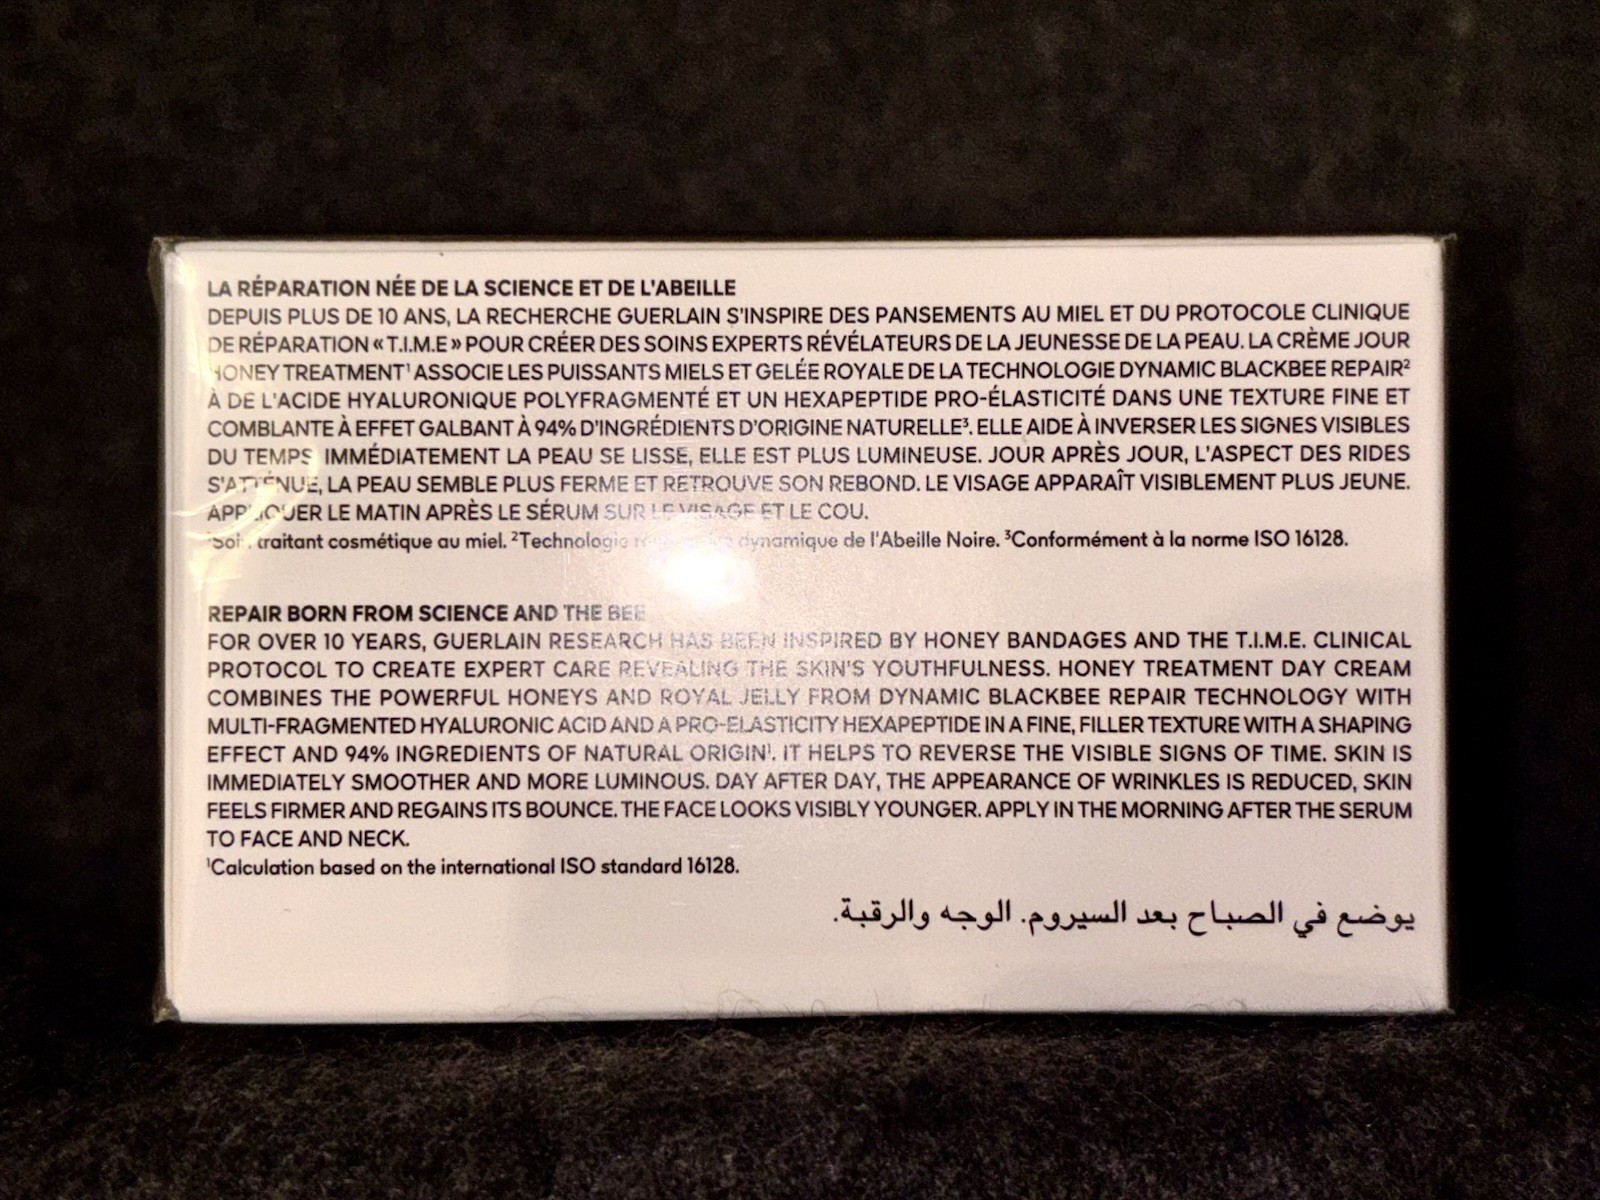 LA RÉPARATION NÉE DE LA SCIENCE ET DE L'ABEILLE
DEPUIS PLUS DE 10 ANS, LA RECHERCHE GUERLAIN S'INSPIRE DES PANSEMENTS AU MIEL ET DU PROTOCOLE CLINIQUE
DE RÉPARATION « T.I.M.E » POUR CRÉER DES SOINS EXPERTS RÉVÉLATEURS DE LA JEUNESSE DE LA PEAU. LA CRÈME JOUR
HONEY TREATMENT¹ ASSOCIE LES PUISSANTS MIELS ET GELÉE ROYALE DE LA TECHNOLOGIE DYNAMIC BLACKBEE REPAIR²
À DE L'ACIDE HYALURONIQUE POLYFRAGMENTÉ ET UN HEXAPEPTIDE PRO-ÉLASTICITÉ DANS UNE TEXTURE FINE ET
COMBLANTE À EFFET GALBANT À 94% D'INGRÉDIENTS D'ORIGINE NATURELLE³. ELLE AIDE À INVERSER LES SIGNES VISIBLES
DU TEMPS IMMÉDIATEMENT LA PEAU SE LISSE, ELLE EST PLUS LUMINEUSE. JOUR APRÈS JOUR, L'ASPECT DES RIDES
S'ATTÉNUE, LA PEAU SEMBLE PLUS FERME ET RETROUVE SON REBOND. LE VISAGE APPARAÎT VISIBLEMENT PLUS JEUNE.
APPLIQUER LE MATIN APRÈS LE SÉRUM SUR LE VISAGE ET LE COU.
¹Soin traitant cosmétique au miel. ²Technologie dynamique de l'Abeille Noire. ³Conformément à la norme ISO 16128.
REPAIR BORN FROM SCIENCE AND THE BEE
FOR OVER 10 YEARS, GUERLAIN RESEARCH HAS BEEN INSPIRED BY HONEY BANDAGES AND THE T.I.M.E. CLINICAL
PROTOCOL TO CREATE EXPERT CARE REVEALING THE SKIN'S YOUTHFULNESS. HONEY TREATMENT DAY CREAM
COMBINES THE POWERFUL HONEYS AND ROYAL JELLY FROM DYNAMIC BLACKBEE REPAIR TECHNOLOGY WITH
MULTI-FRAGMENTED HYALURONIC ACID AND A PRO-ELASTICITY HEXAPEPTIDE IN A FINE, FILLER TEXTURE WITH A SHAPING
EFFECT AND 94% INGREDIENTS OF NATURAL ORIGIN¹. IT HELPS TO REVERSE THE VISIBLE SIGNS OF TIME. SKIN IS
IMMEDIATELY SMOOTHER AND MORE LUMINOUS. DAY AFTER DAY, THE APPEARANCE OF WRINKLES IS REDUCED, SKIN
FEELS FIRMER AND REGAINS ITS BOUNCE. THE FACE LOOKS VISIBLY YOUNGER. APPLY IN THE MORNING AFTER THE SERUM
TO FACE AND NECK.
¹Calculation based on the international ISO standard 16128.
يوضع في الصباح بعد السيروم. الوجه والرقبة.